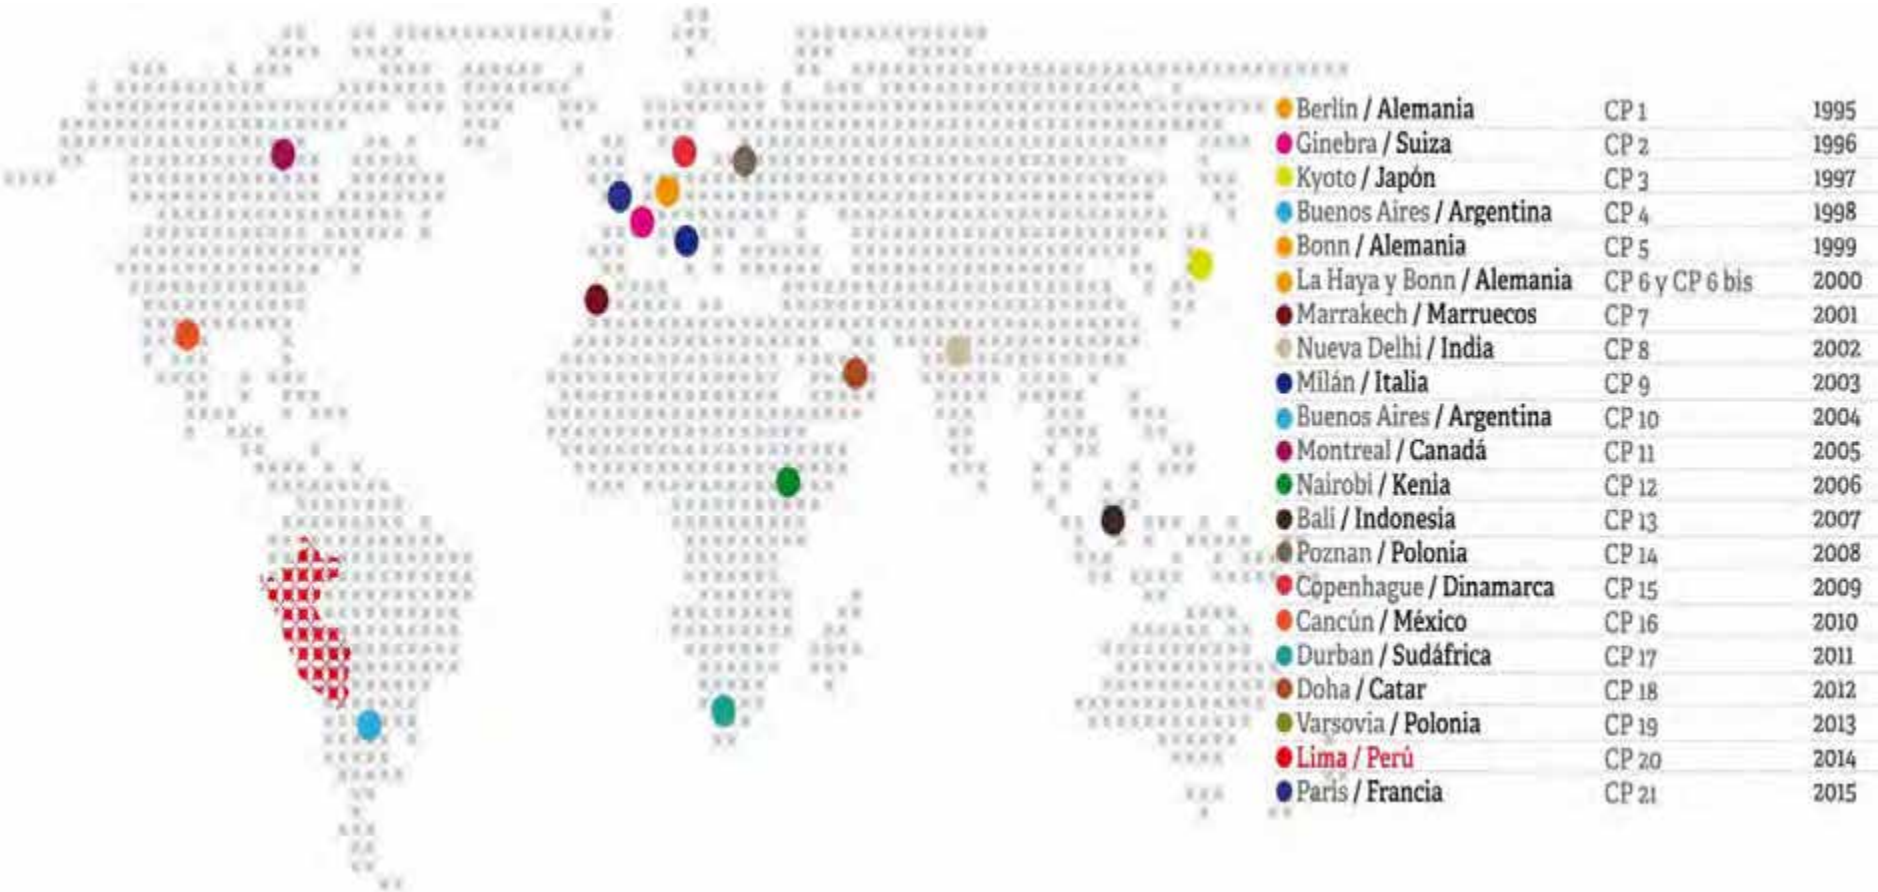 Berlín / Alemania CP 1 1995
Ginebra / Suiza CP 2 1996
Kyoto / Japón CP 3 1997
Buenos Aires / Argentina CP 4 1998
Bonn / Alemania CP 5 1999
La Haya y Bonn / Alemania CP 6 y CP 6 bis 2000
Marrakech / Marruecos CP 7 2001
Nueva Delhi / India CP 8 2002
Milán / Italia CP 9 2003
Buenos Aires / Argentina CP 10 2004
Montreal / Canadá CP 11 2005
Nairobi / Kenia CP 12 2006
Bali / Indonesia CP 13 2007
Poznan / Polonia CP 14 2008
Copenhague / Dinamarca CP 15 2009
Cancún / México CP 16 2010
Durban / Sudáfrica CP 17 2011
Doha / Catar CP 18 2012
Varsovia / Polonia CP 19 2013
Lima / Perú CP 20 2014
París / Francia CP 21 2015